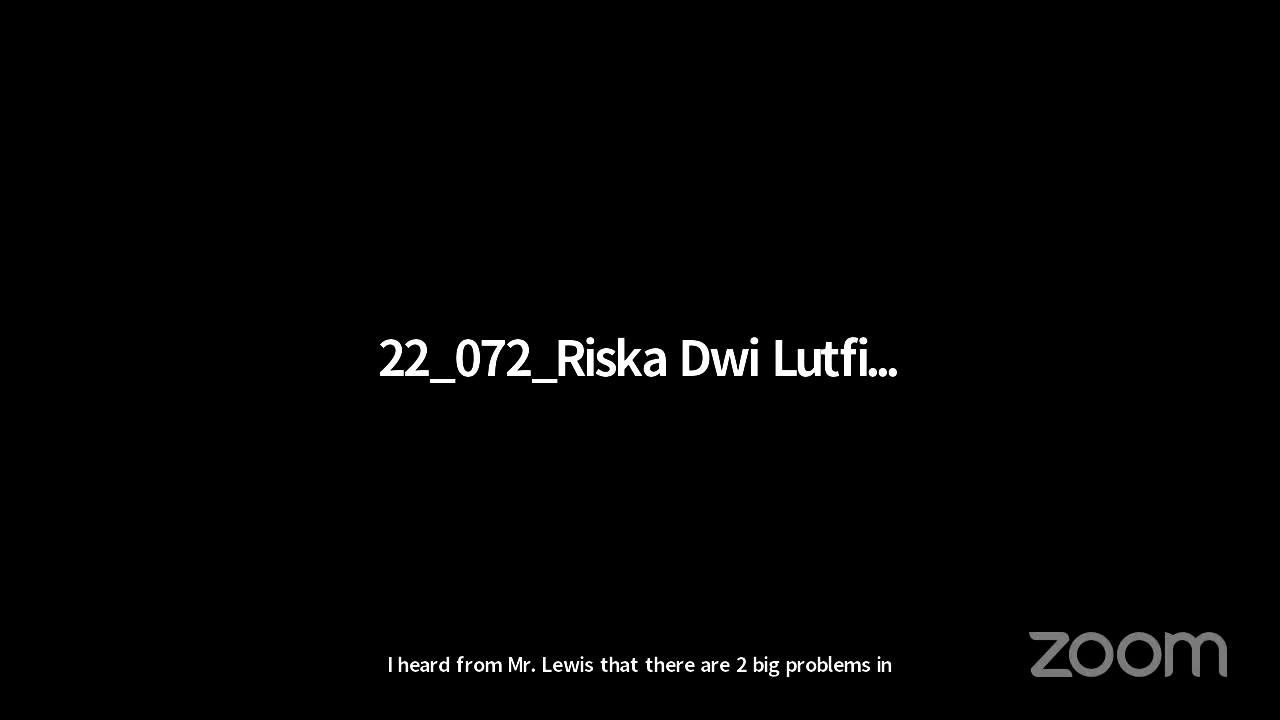 22_072_Riska Dwi Lutfi...
I heard from Mr. Lewis that there are 2 big problems in
zoom